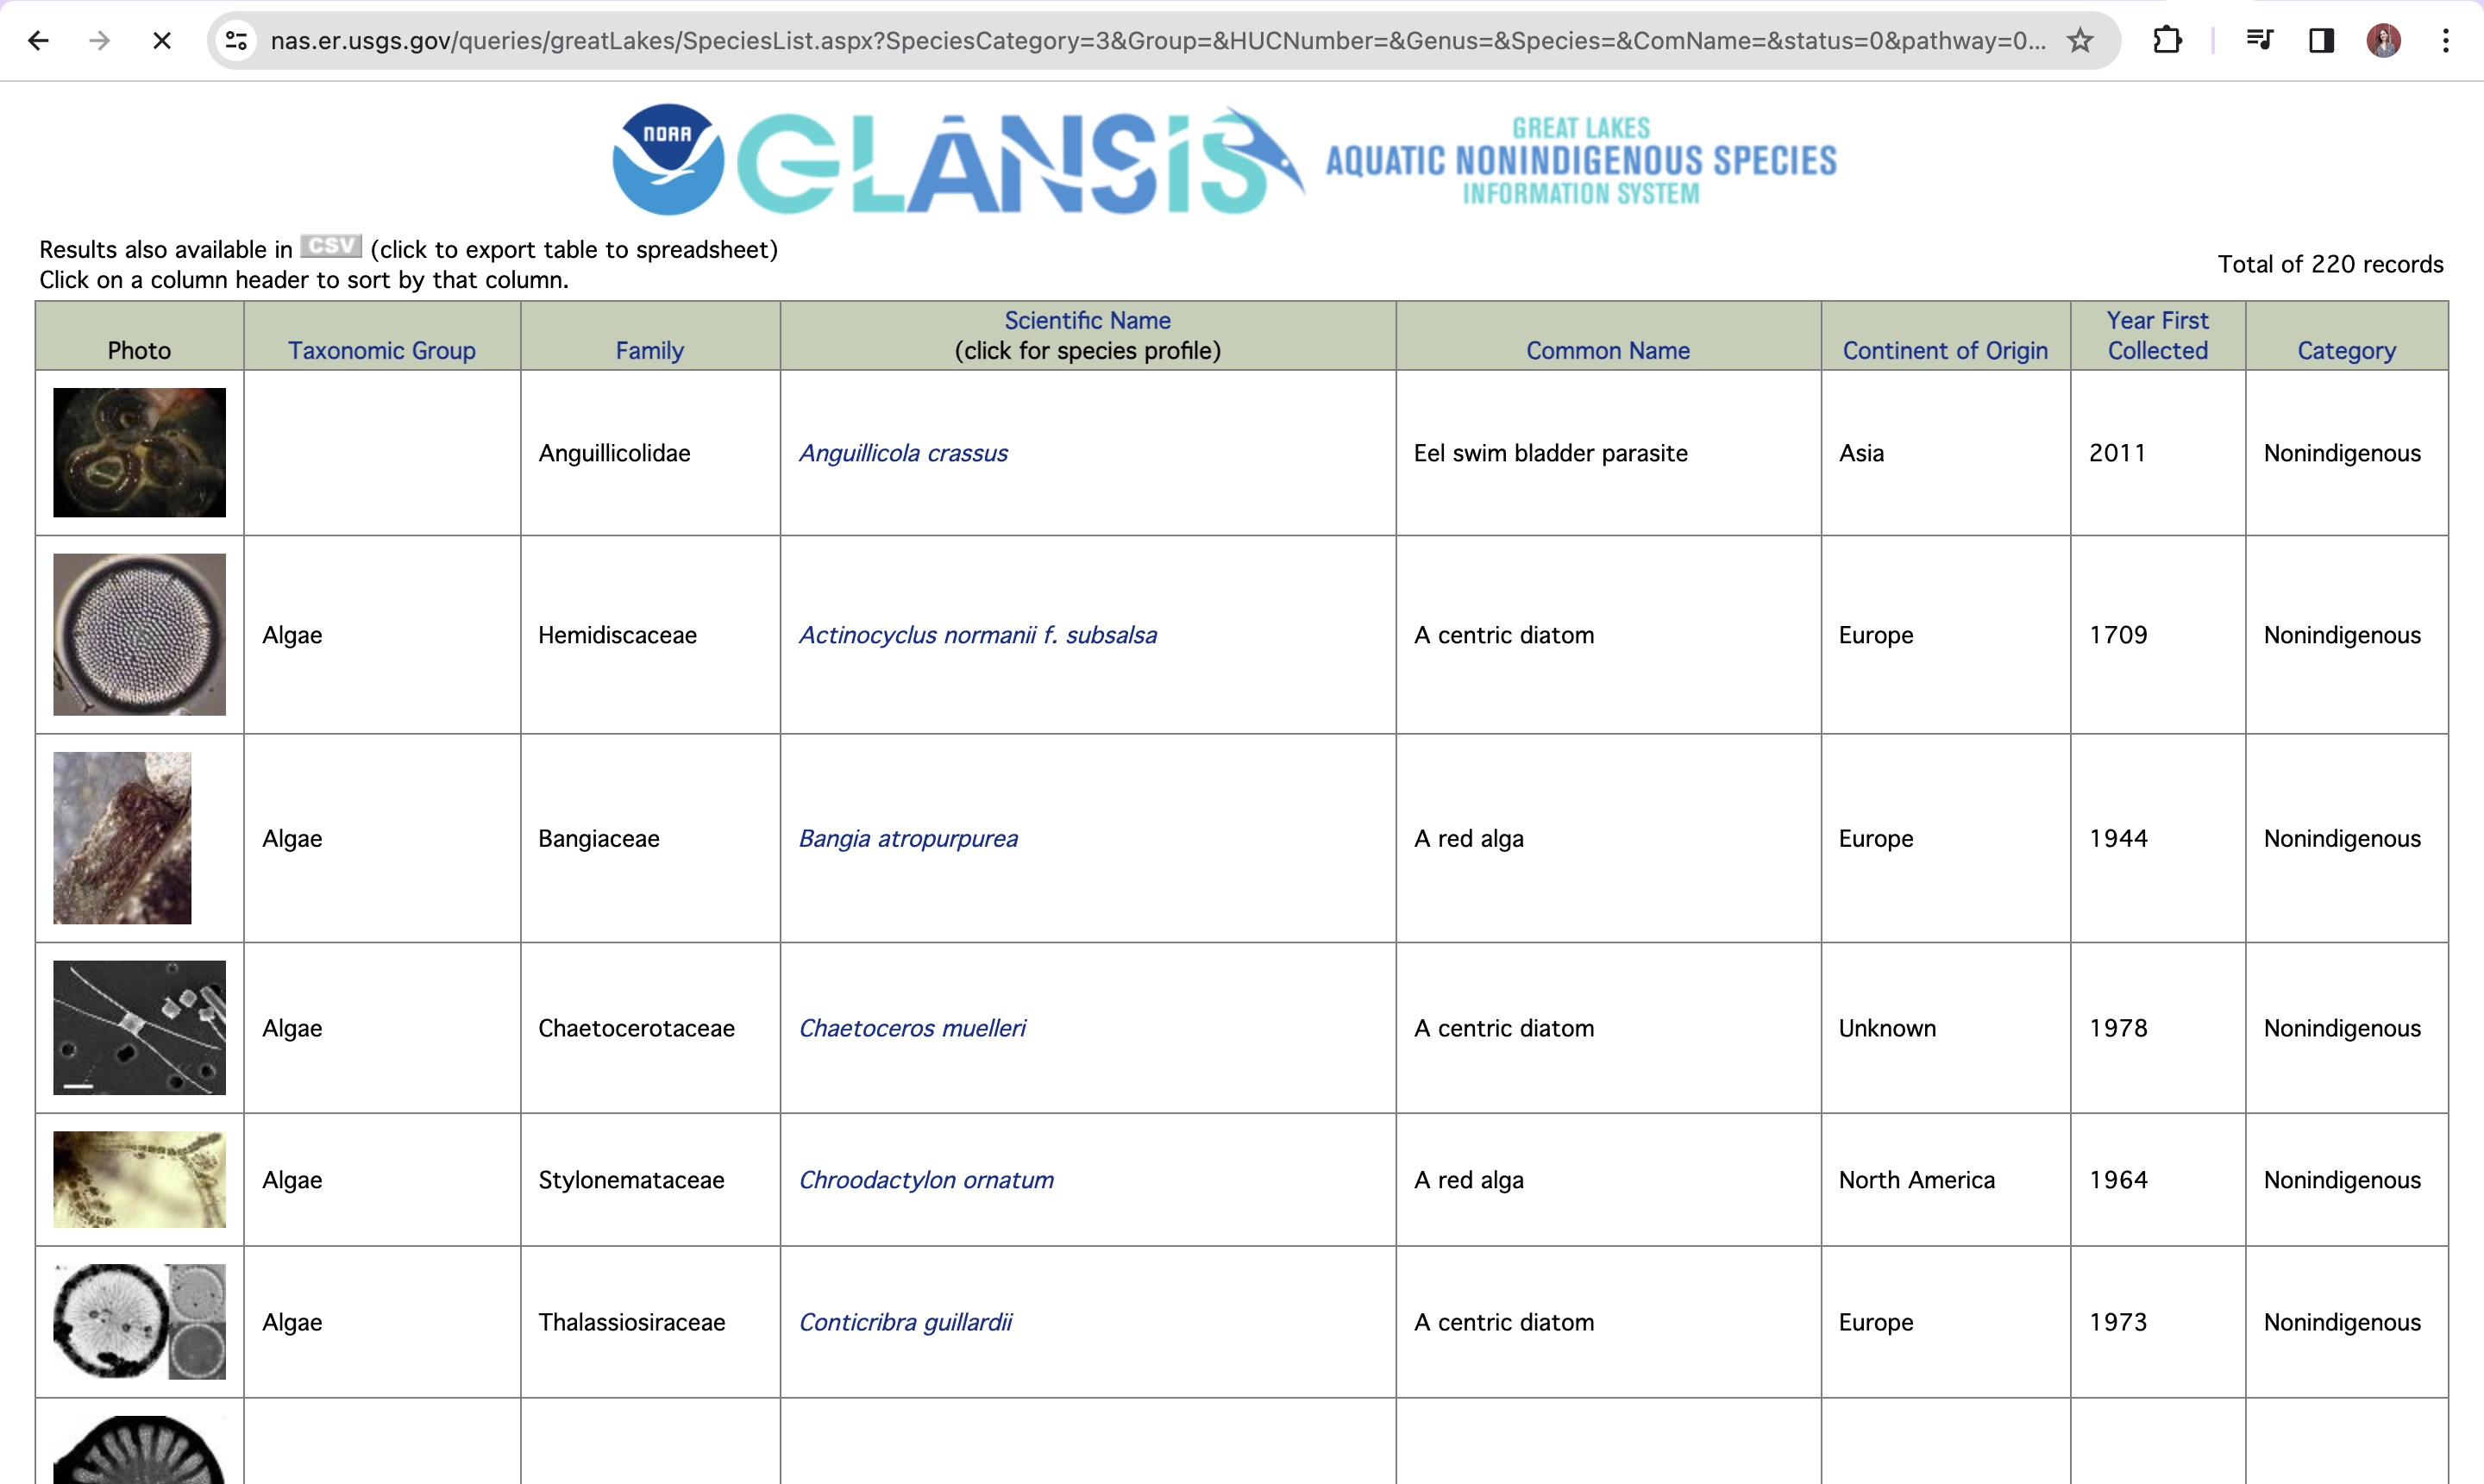 nas.er.usgs.gov/queries/greatLakes/SpeciesList.aspx?SpeciesCategory=3&Group=&HUCNumber=&Genus=&Species=&ComName=&status=0&pathway=0...
NOAA GLANSIS
GREAT LAKES
AQUATIC NONINDIGENOUS SPECIES
INFORMATION SYSTEM
Results also available in CSV (click to export table to spreadsheet)
Click on a column header to sort by that column.
Total of 220 records
Photo Taxonomic Group Family Scientific Name (click for species profile) Common Name Continent of Origin Year First Collected Category
Anguillicolidae Anguillicola crassus Eel swim bladder parasite Asia 2011 Nonindigenous
Algae Hemidiscaceae Actinocyclus normanii f. subsalsa A centric diatom Europe 1709 Nonindigenous
Algae Bangiaceae Bangia atropurpurea A red alga Europe 1944 Nonindigenous
Algae Chaetocerotaceae Chaetoceros muelleri A centric diatom Unknown 1978 Nonindigenous
Algae Stylonemataceae Chroodactylon ornatum A red alga North America 1964 Nonindigenous
Algae Thalassiosiraceae Conticribra guillardii A centric diatom Europe 1973 Nonindigenous